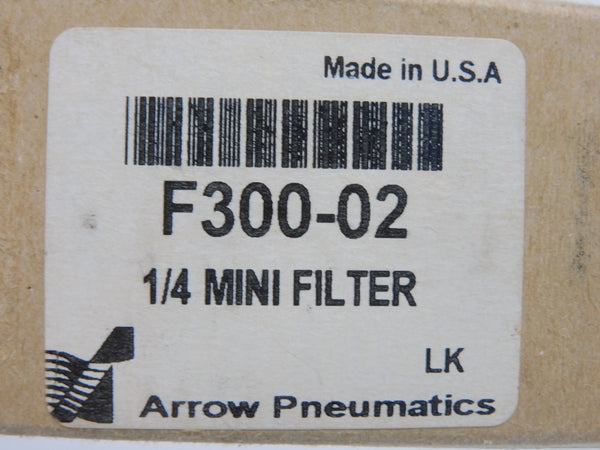 Made in U.S.A
F300-02
1/4 MINI FILTER
LK
Arrow Pneumatics